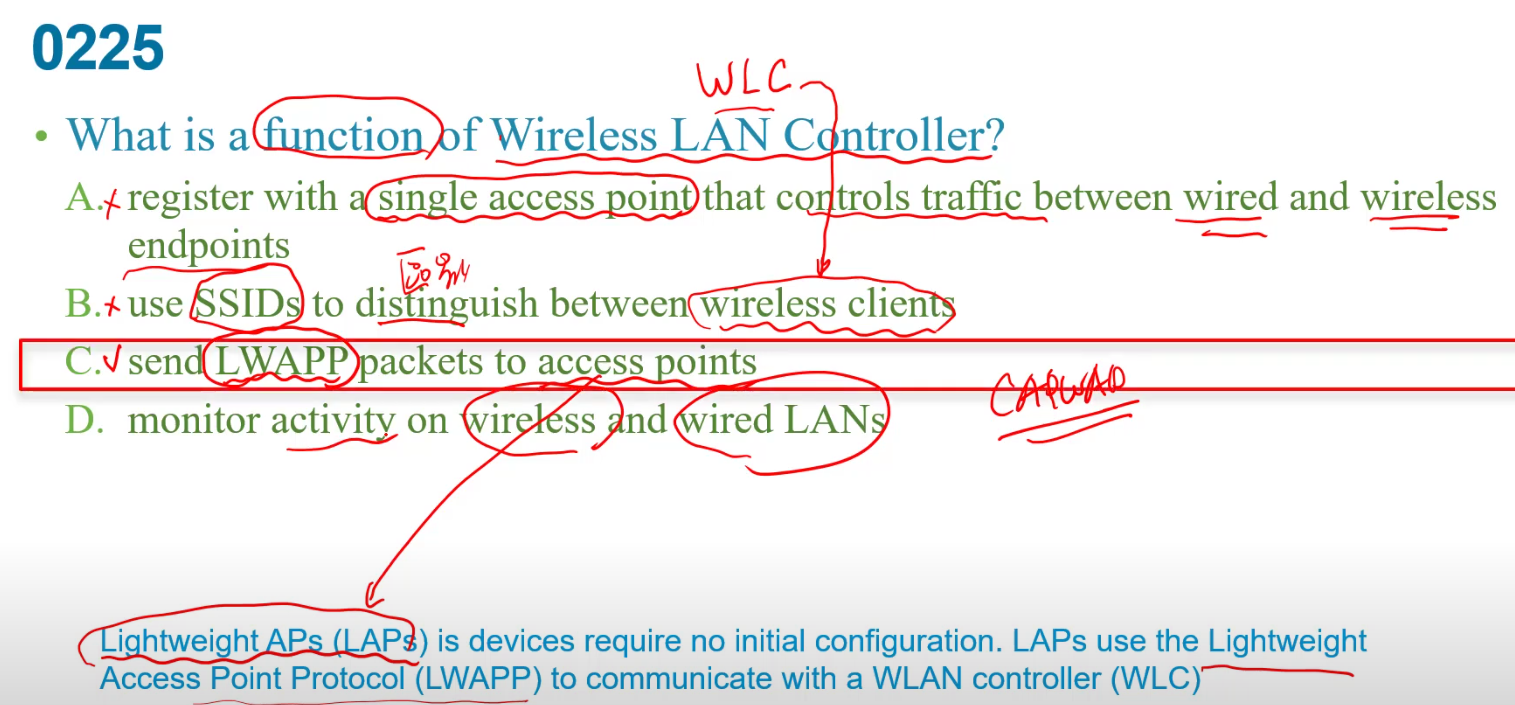 0225
WLC
• What is a function of Wireless LAN Controller?
A. register with a single access point that controls traffic between wired and wireless
endpoints
B. use SSIDs to distinguish between wireless clients
C. send LWAPP packets to access points
CAPWAP
D. monitor activity on wireless and wired LANs
Lightweight APs (LAPs) is devices require no initial configuration. LAPs use the Lightweight
Access Point Protocol (LWAPP) to communicate with a WLAN controller (WLC)